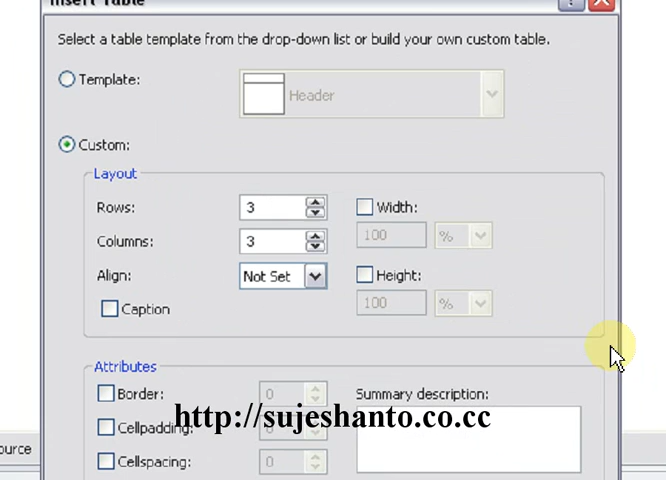 Insert Table
?
Select a table template from the drop-down list or build your own custom table.
Template: Header
Custom:
Layout
Rows: 3 Width:
100 %
Columns: 3
Align: Not Set Height:
100 %
Caption
Attributes
Border: 0 Summary description:
http://sujeshanto.co.cc
Cellpadding:
Cellspacing: 0
ource